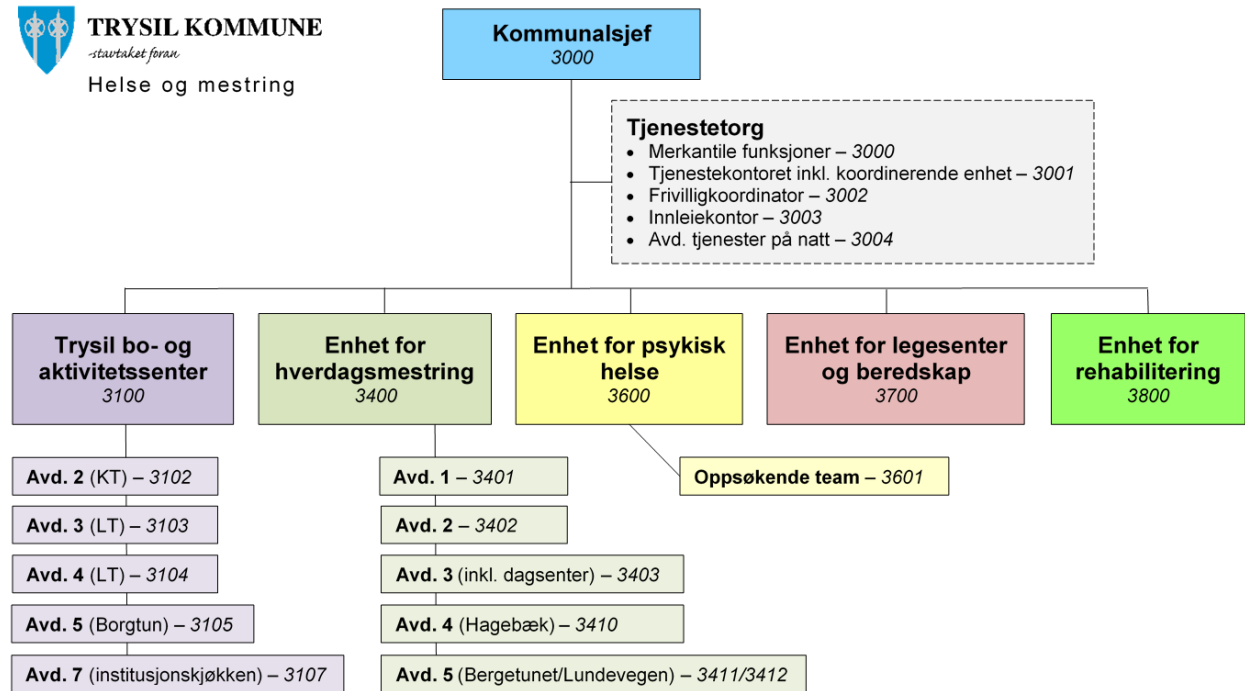 TRYSIL KOMMUNE
-stavtaket foran
Helse og mestring
Kommunalsjef
3000
Tjenestetorg
• Merkantile funksjoner – 3000
• Tjenestekontoret inkl. koordinerende enhet – 3001
• Frivilligkoordinator – 3002
• Innleiekontor – 3003
• Avd. tjenester på natt – 3004
Trysil bo- og
aktivitetssenter
3100
Enhet for
hverdagsmestring
3400
Enhet for psykisk
helse
3600
Enhet for legesenter
og beredskap
3700
Enhet for
rehabilitering
3800
Avd. 2 (KT) – 3102
Avd. 3 (LT) – 3103
Avd. 4 (LT) – 3104
Avd. 5 (Borgtun) – 3105
Avd. 7 (institusjonskjøkken) – 3107
Avd. 1 – 3401
Avd. 2 – 3402
Avd. 3 (inkl. dagsenter) – 3403
Avd. 4 (Hagebæk) – 3410
Avd. 5 (Bergetunet/Lundevegen) – 3411/3412
Oppsøkende team – 3601